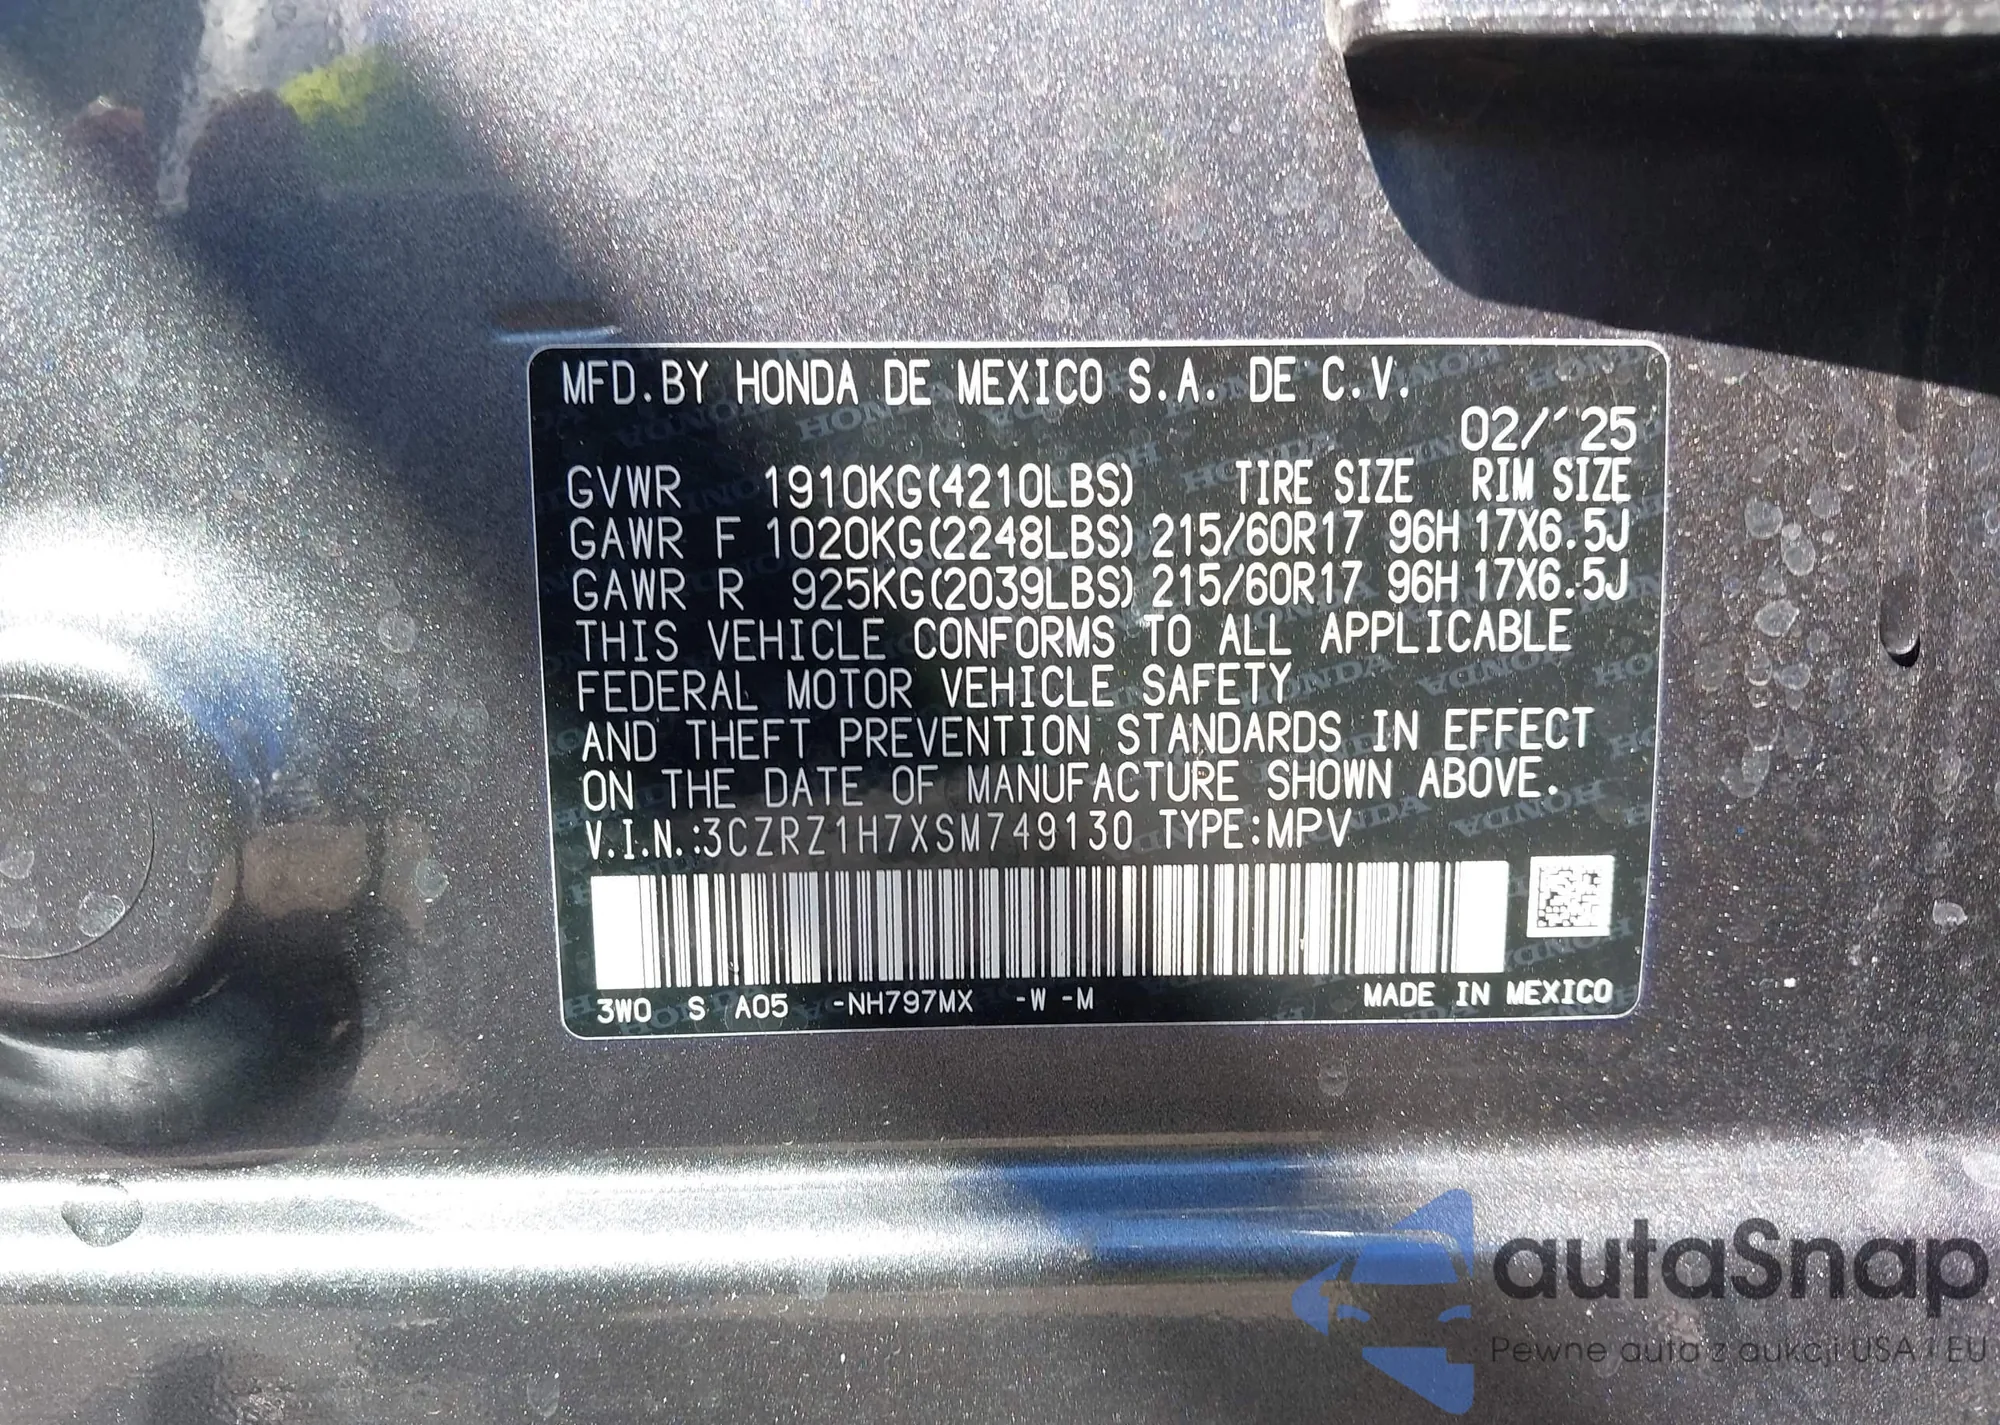 MFD.BY HONDA DE MEXICO S.A. DE C.V.
02/´25
GVWR 1910KG(4210LBS) TIRE SIZE RIM SIZE
GAWR F 1020KG(2248LBS) 215/60R17 96H 17X6.5J
GAWR R 925KG(2039LBS) 215/60R17 96H 17X6.5J
THIS VEHICLE CONFORMS TO ALL APPLICABLE
FEDERAL MOTOR VEHICLE SAFETY
AND THEFT PREVENTION STANDARDS IN EFFECT
ON THE DATE OF MANUFACTURE SHOWN ABOVE.
V.I.N.:3CZRZ1H7XSM749130 TYPE:MPV
3W0 S A05 -NH797MX -W -M MADE IN MEXICO
autaSnap
Pewne auta z aukcji USA i EU